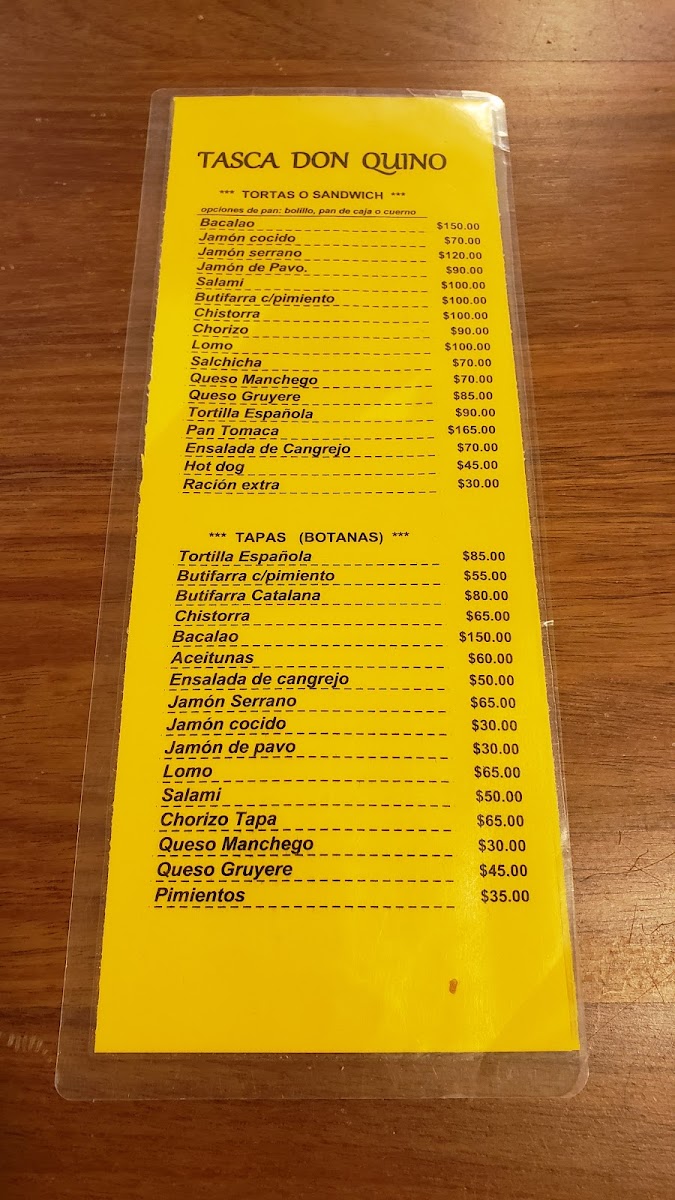 TASCA DON QUINO
*** TORTAS O SANDWICH ***
opciones de pan: bolillo, pan de caja o cuerno
Bacalao $150.00
Jamón cocido $70.00
Jamón serrano $120.00
Jamón de Pavo. $90.00
Salami $100.00
Butifarra c/pimiento $100.00
Chistorra $100.00
Chorizo $90.00
Lomo $100.00
Salchicha $70.00
Queso Manchego $70.00
Queso Gruyere $85.00
Tortilla Española $90.00
Pan Tomaca $165.00
Ensalada de Cangrejo $70.00
Hot dog $45.00
Ración extra $30.00
*** TAPAS (BOTANAS) ***
Tortilla Española $85.00
Butifarra c/pimiento $55.00
Butifarra Catalana $80.00
Chistorra $65.00
Bacalao $150.00
Aceitunas $60.00
Ensalada de cangrejo $50.00
Jamón Serrano $65.00
Jamón cocido $30.00
Jamón de pavo $30.00
Lomo $65.00
Salami $50.00
Chorizo Tapa $65.00
Queso Manchego $30.00
Queso Gruyere $45.00
Pimientos $35.00